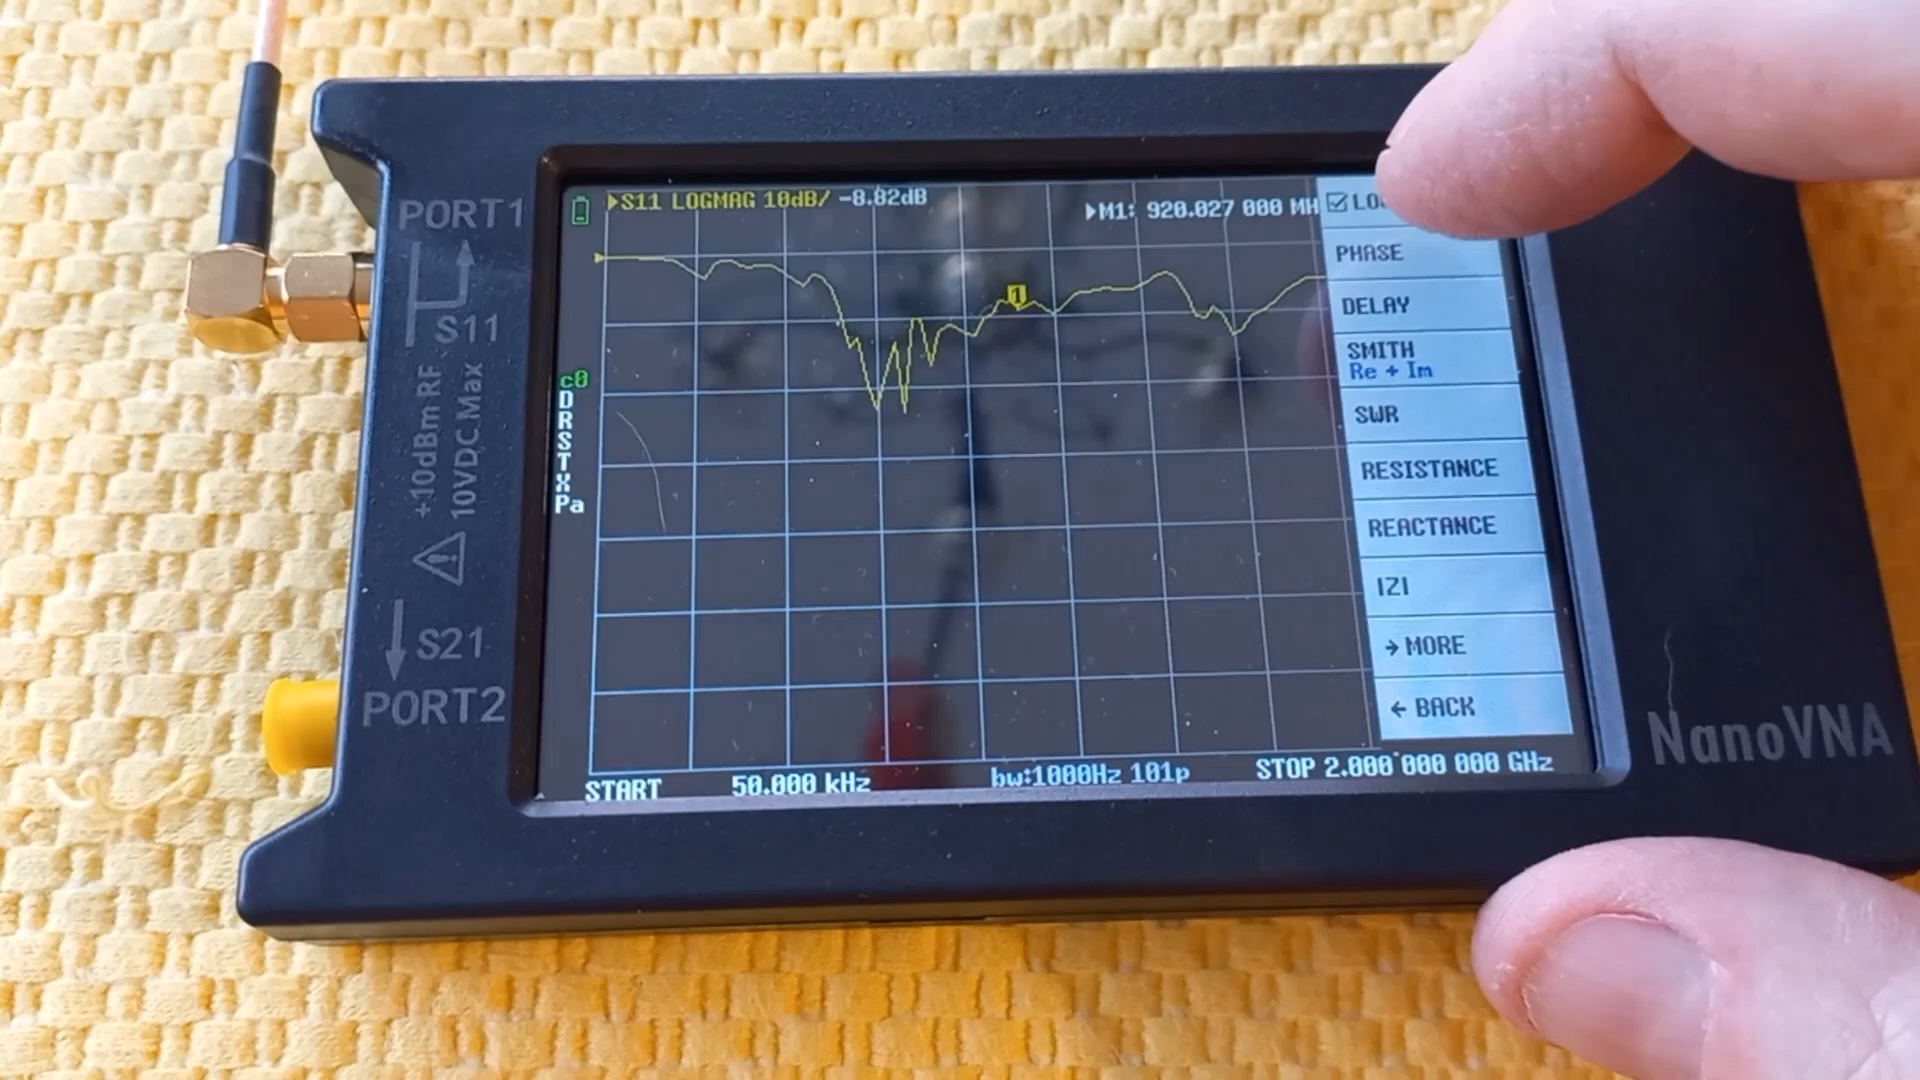 PORT1
S11
+10dBm RF
10VDC.Max
S21
PORT2
S11 LOGMAG 10dB/ -8.82dB
M1: 920.027 000 MH
1
c0
D
R
S
T
X
Pa
START 50.000 kHz
bw:1000Hz 101p
STOP 2.000 000 000 GHz
PHASE
DELAY
SMITH
Re + Im
SWR
RESISTANCE
REACTANCE
|Z|
→ MORE
← BACK
NanoVNA